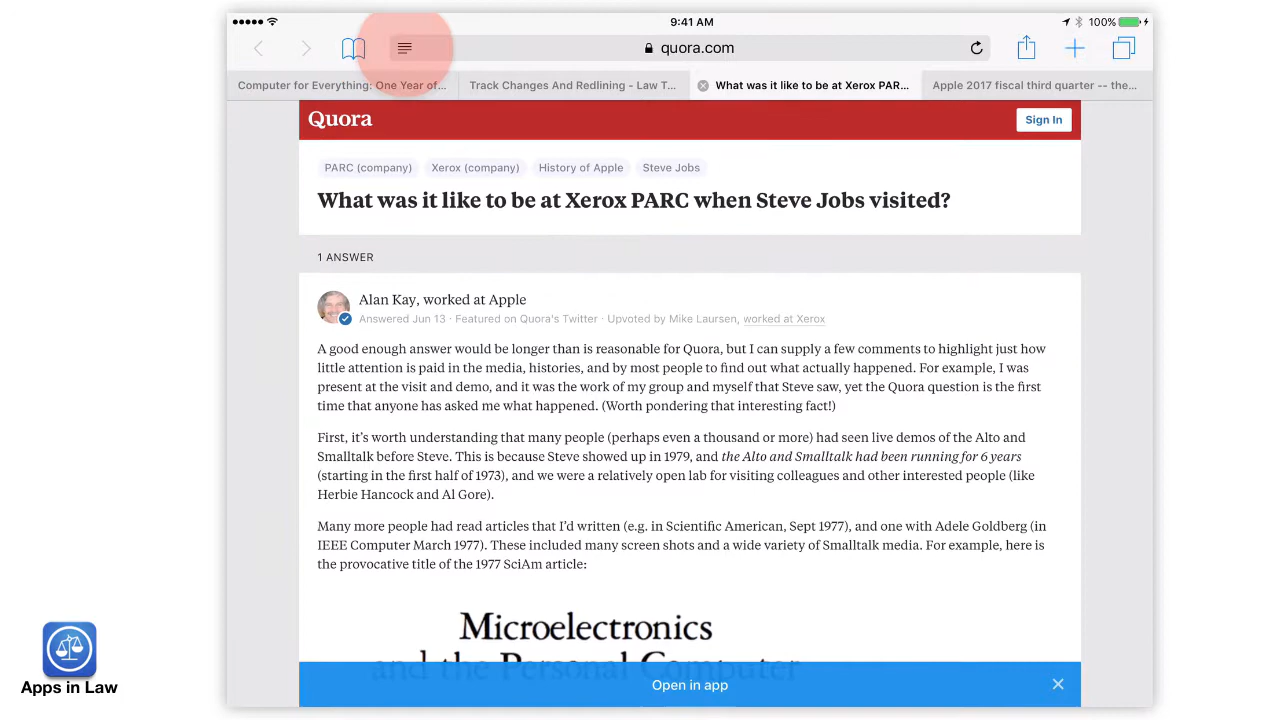 9:41 AM
100%
quora.com
Computer for Everything: One Year of...
Track Changes And Redlining - Law T...
What was it like to be at Xerox PAR...
Apple 2017 fiscal third quarter -- the...
Quora
Sign In
PARC (company)
Xerox (company)
History of Apple
Steve Jobs
What was it like to be at Xerox PARC when Steve Jobs visited?
1 ANSWER
Alan Kay, worked at Apple
Answered Jun 13 · Featured on Quora's Twitter · Upvoted by Mike Laursen, worked at Xerox
A good enough answer would be longer than is reasonable for Quora, but I can supply a few comments to highlight just how
little attention is paid in the media, histories, and by most people to find out what actually happened. For example, I was
present at the visit and demo, and it was the work of my group and myself that Steve saw, yet the Quora question is the first
time that anyone has asked me what happened. (Worth pondering that interesting fact!)
First, it's worth understanding that many people (perhaps even a thousand or more) had seen live demos of the Alto and
Smalltalk before Steve. This is because Steve showed up in 1979, and the Alto and Smalltalk had been running for 6 years
(starting in the first half of 1973), and we were a relatively open lab for visiting colleagues and other interested people (like
Herbie Hancock and Al Gore).
Many more people had read articles that I'd written (e.g. in Scientific American, Sept 1977), and one with Adele Goldberg (in
IEEE Computer March 1977). These included many screen shots and a wide variety of Smalltalk media. For example, here is
the provocative title of the 1977 SciAm article:
Microelectronics
and the Personal Computer
Open in app
Apps in Law